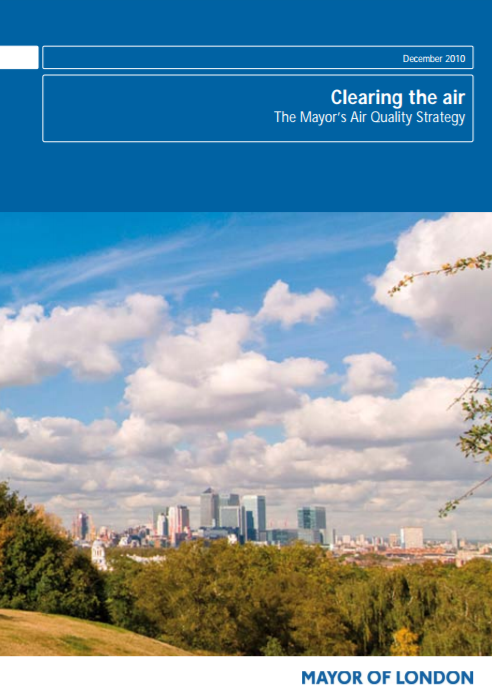 December 2010
Clearing the air
The Mayor's Air Quality Strategy
MAYOR OF LONDON